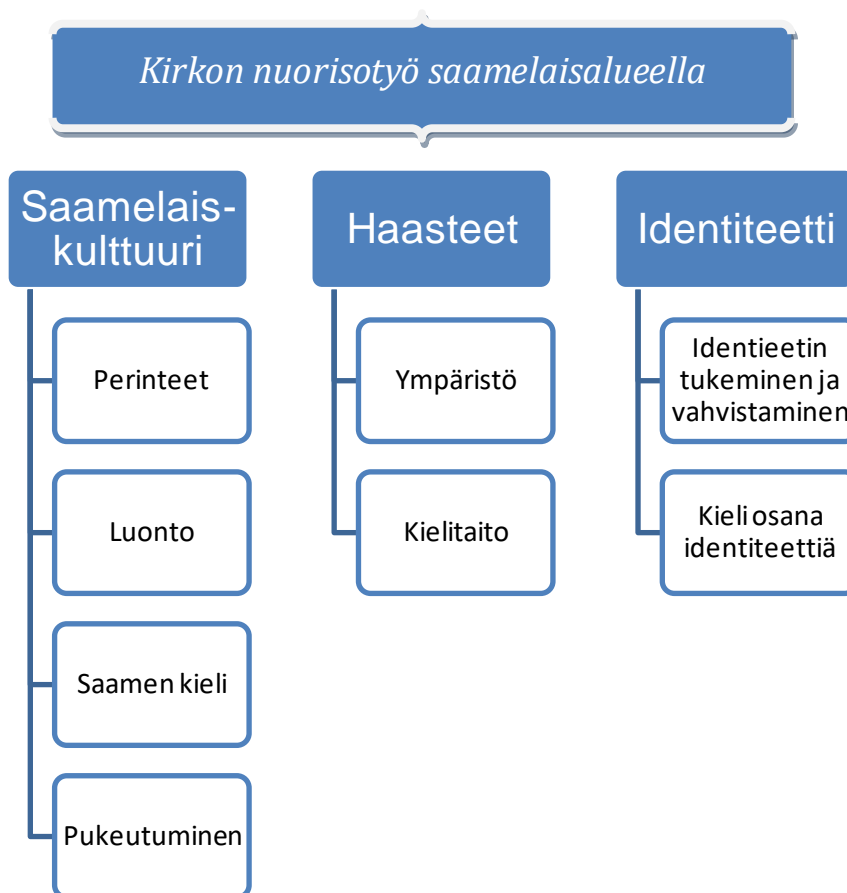 Kirkon nuorisotyö saamelaisalueella
Saamelais-
kulttuuri
Perinteet
Luonto
Saamen kieli
Pukeutuminen
Haasteet
Ympäristö
Kielitaito
Identiteetti
Identieetin
tukeminen ja
vahvistaminen
Kieli osana
identiteettiä